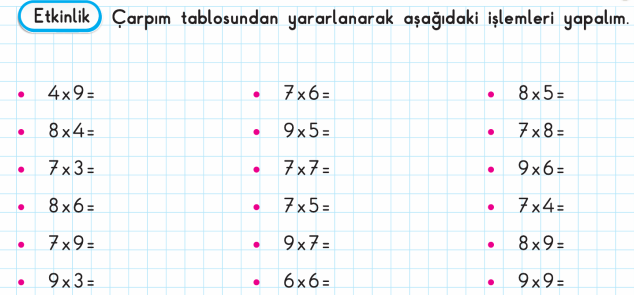 Etkinlik Çarpım tablosundan yararlanarak aşağıdaki işlemleri yapalım.
• 4x9= • 7x6= • 8x5=
• 8x4= • 9x5= • 7x8=
• 7x3= • 7x7= • 9x6=
• 8x6= • 7x5= • 7x4=
• 7x9= • 9x7= • 8x9=
• 9x3= • 6x6= • 9x9=